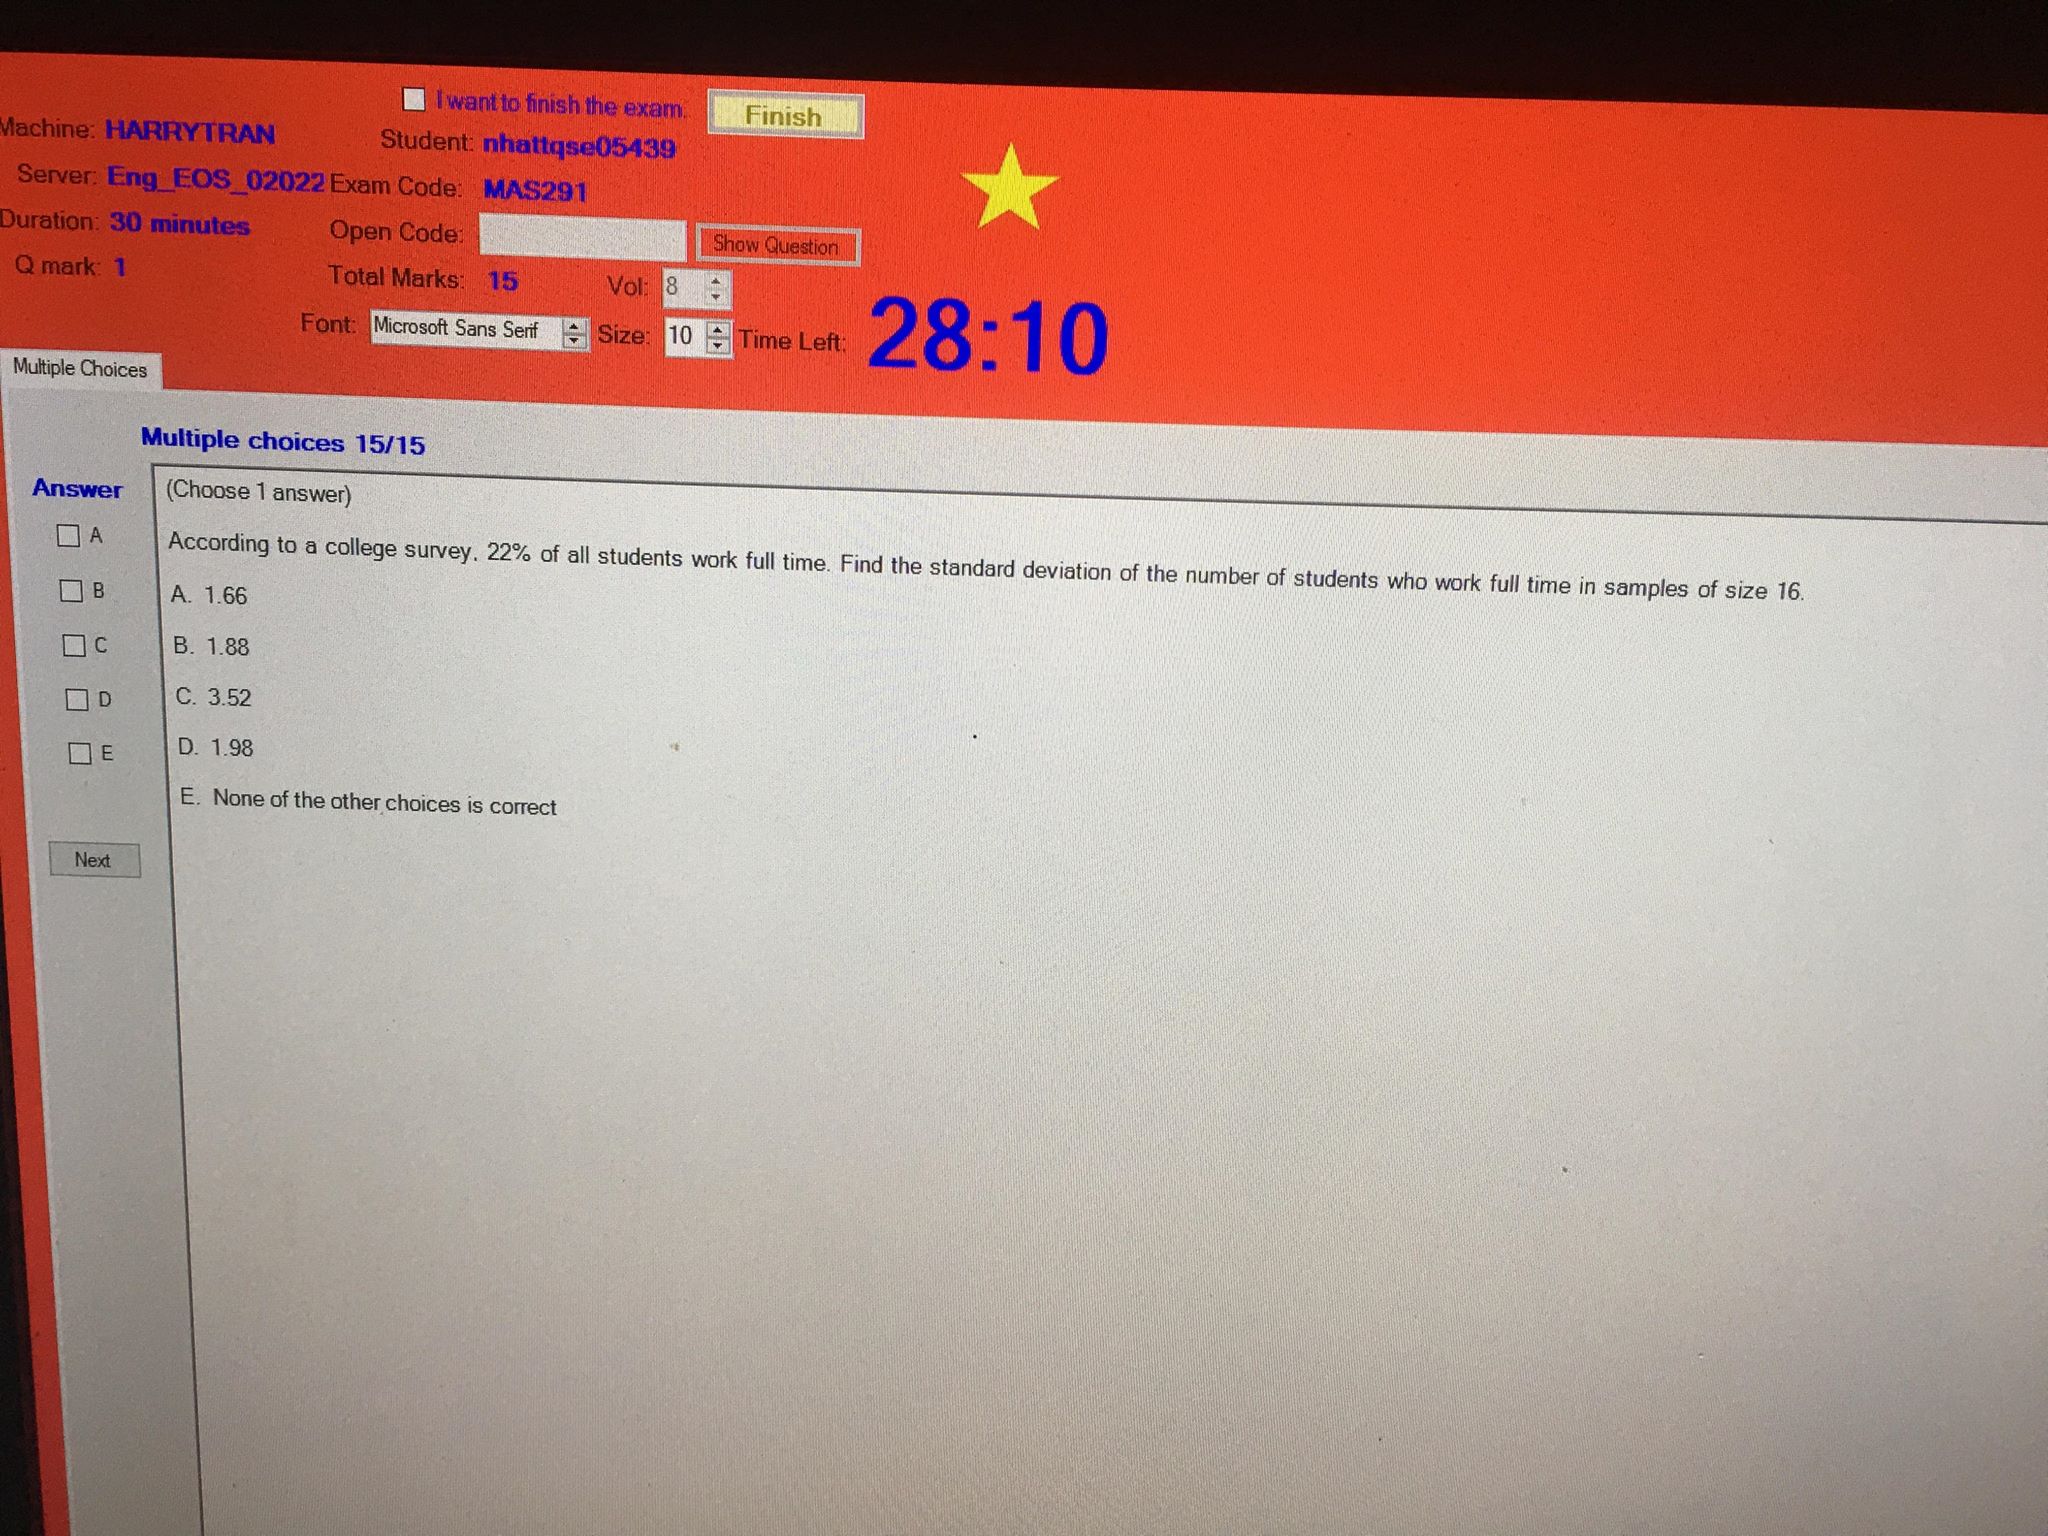 I want to finish the exam.
Finish
Machine: HARRYTRAN
Student: nhattqse05439
Server: Eng_EOS_02022
Exam Code: MAS291
Duration: 30 minutes
Open Code:
Show Question
Q mark: 1
Total Marks: 15
Vol: 8
Font: Microsoft Sans Serif
Size: 10
Time Left: 28:10
Multiple Choices
Multiple choices 15/15
Answer
A
B
C
D
E
Next
(Choose 1 answer)
According to a college survey, 22% of all students work full time. Find the standard deviation of the number of students who work full time in samples of size 16.
A. 1.66
B. 1.88
C. 3.52
D. 1.98
E. None of the other choices is correct